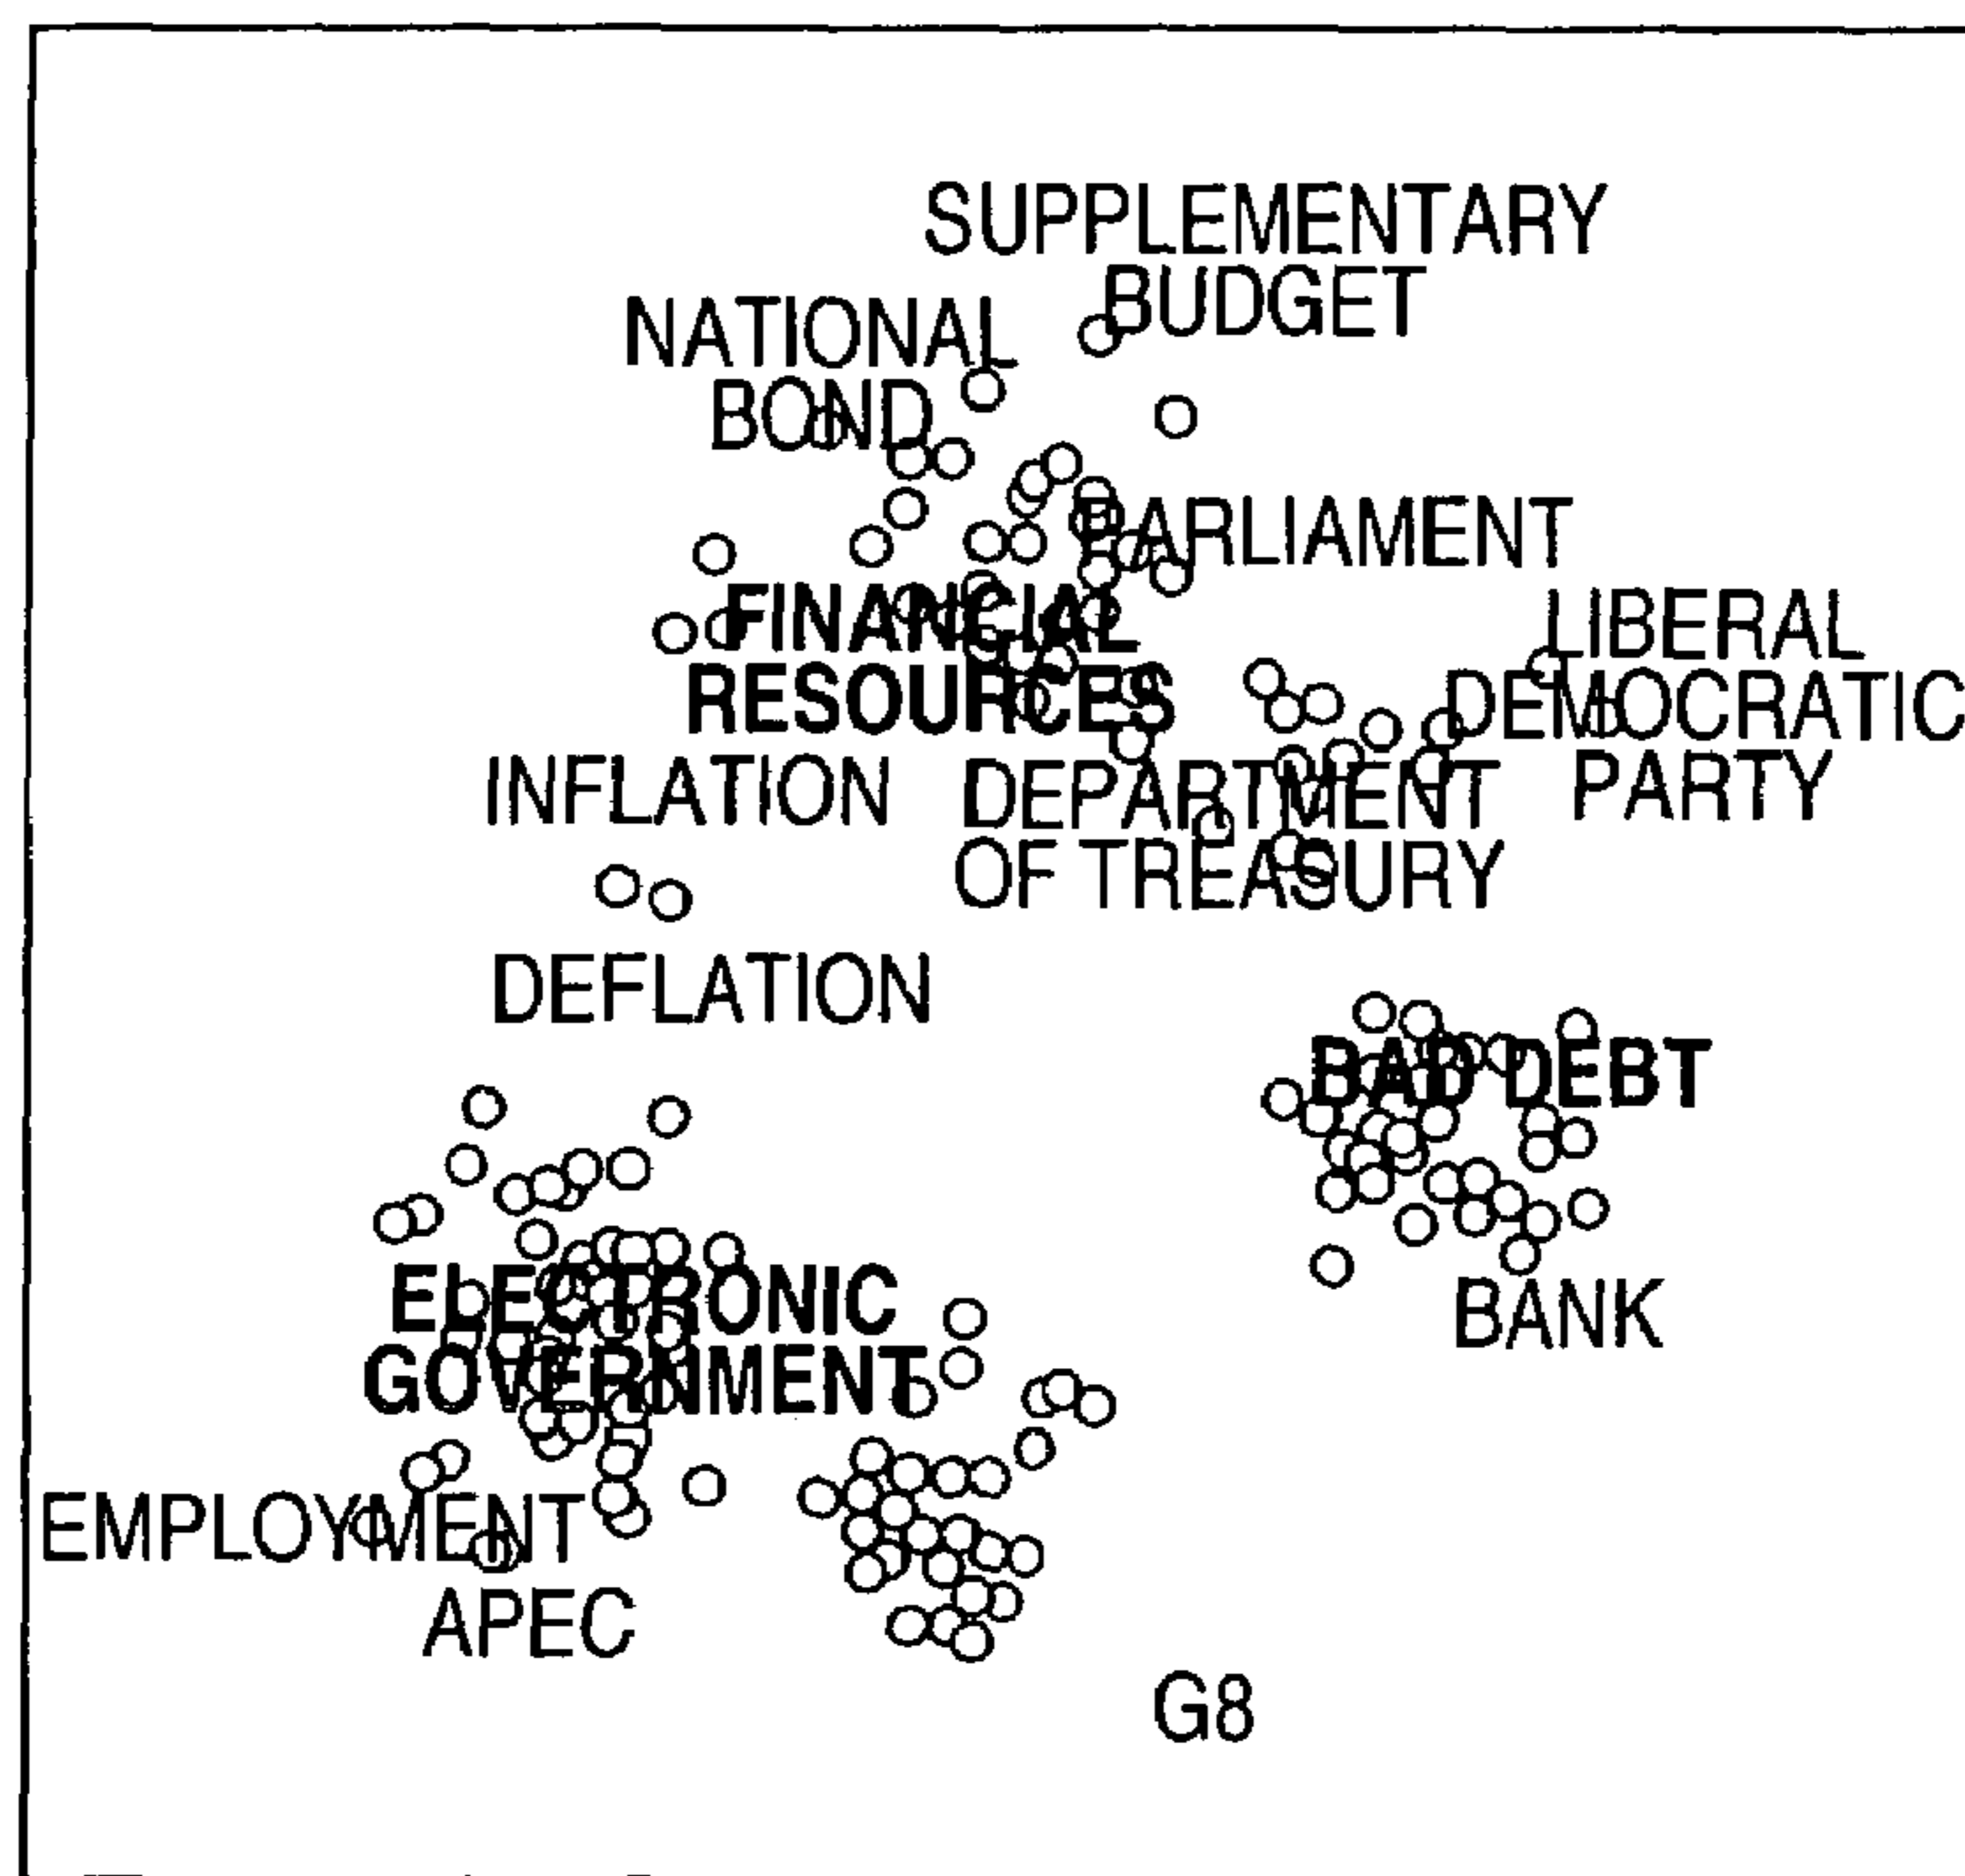 SUPPLEMENTARY
BUDGET
NATIONAL
BOND
PARLIAMENT
FINANCIAL
RESOURCES
LIBERAL
DEMOCRATIC
PARTY
INFLATION
DEPARTMENT
OF TREASURY
DEFLATION
BAD DEBT
ELECTRONIC
GOVERNMENT
BANK
EMPLOYMENT
APEC
G8